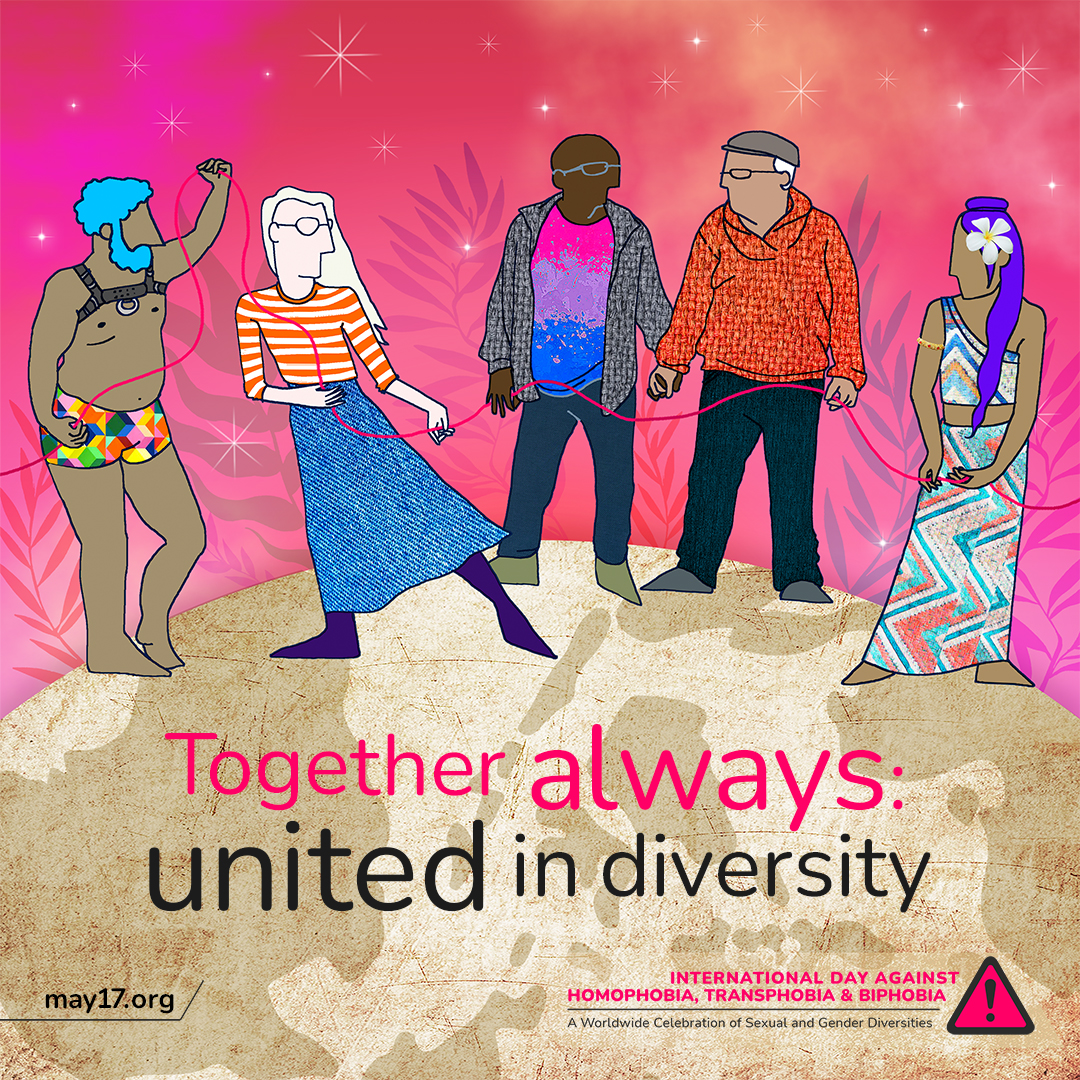 Together always:
united in diversity
may17.org
INTERNATIONAL DAY AGAINST
HOMOPHOBIA, TRANSPHOBIA & BIPHOBIA
A Worldwide Celebration of Sexual and Gender Diversities
!